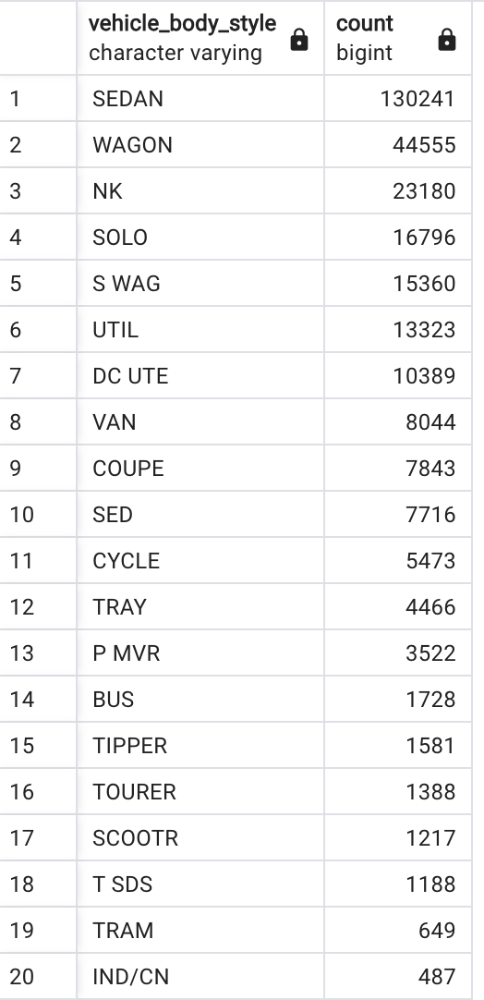 vehicle_body_style count
character varying bigint
1 SEDAN 130241
2 WAGON 44555
3 NK 23180
4 SOLO 16796
5 S WAG 15360
6 UTIL 13323
7 DC UTE 10389
8 VAN 8044
9 COUPE 7843
10 SED 7716
11 CYCLE 5473
12 TRAY 4466
13 P MVR 3522
14 BUS 1728
15 TIPPER 1581
16 TOURER 1388
17 SCOOTR 1217
18 T SDS 1188
19 TRAM 649
20 IND/CN 487